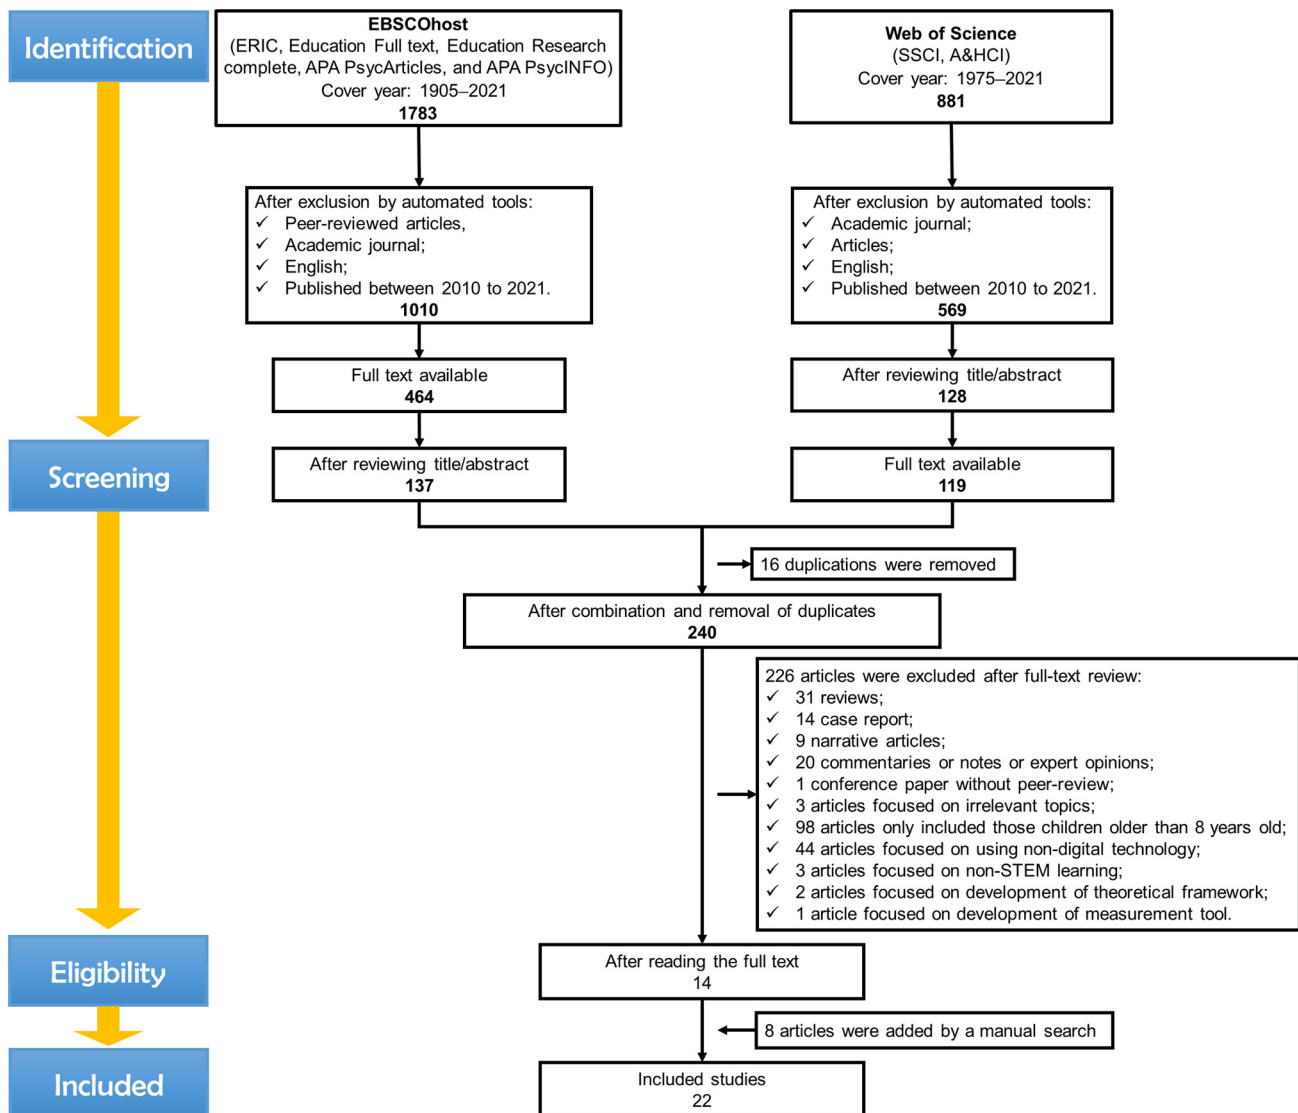 Identification
EBSCOhost
(ERIC, Education Full text, Education Research
complete, APA PsycArticles, and APA PsycINFO)
Cover year: 1905–2021
1783
Web of Science
(SSCI, A&HCI)
Cover year: 1975–2021
881
After exclusion by automated tools:
✓ Peer-reviewed articles,
✓ Academic journal;
✓ English;
✓ Published between 2010 to 2021.
1010
After exclusion by automated tools:
✓ Academic journal;
✓ Articles;
✓ English;
✓ Published between 2010 to 2021.
569
Full text available
464
After reviewing title/abstract
128
Screening
After reviewing title/abstract
137
Full text available
119
16 duplications were removed
After combination and removal of duplicates
240
226 articles were excluded after full-text review:
✓ 31 reviews;
✓ 14 case report;
✓ 9 narrative articles;
✓ 20 commentaries or notes or expert opinions;
✓ 1 conference paper without peer-review;
✓ 3 articles focused on irrelevant topics;
✓ 98 articles only included those children older than 8 years old;
✓ 44 articles focused on using non-digital technology;
✓ 3 articles focused on non-STEM learning;
✓ 2 articles focused on development of theoretical framework;
✓ 1 article focused on development of measurement tool.
Eligibility
After reading the full text
14
8 articles were added by a manual search
Included
Included studies
22